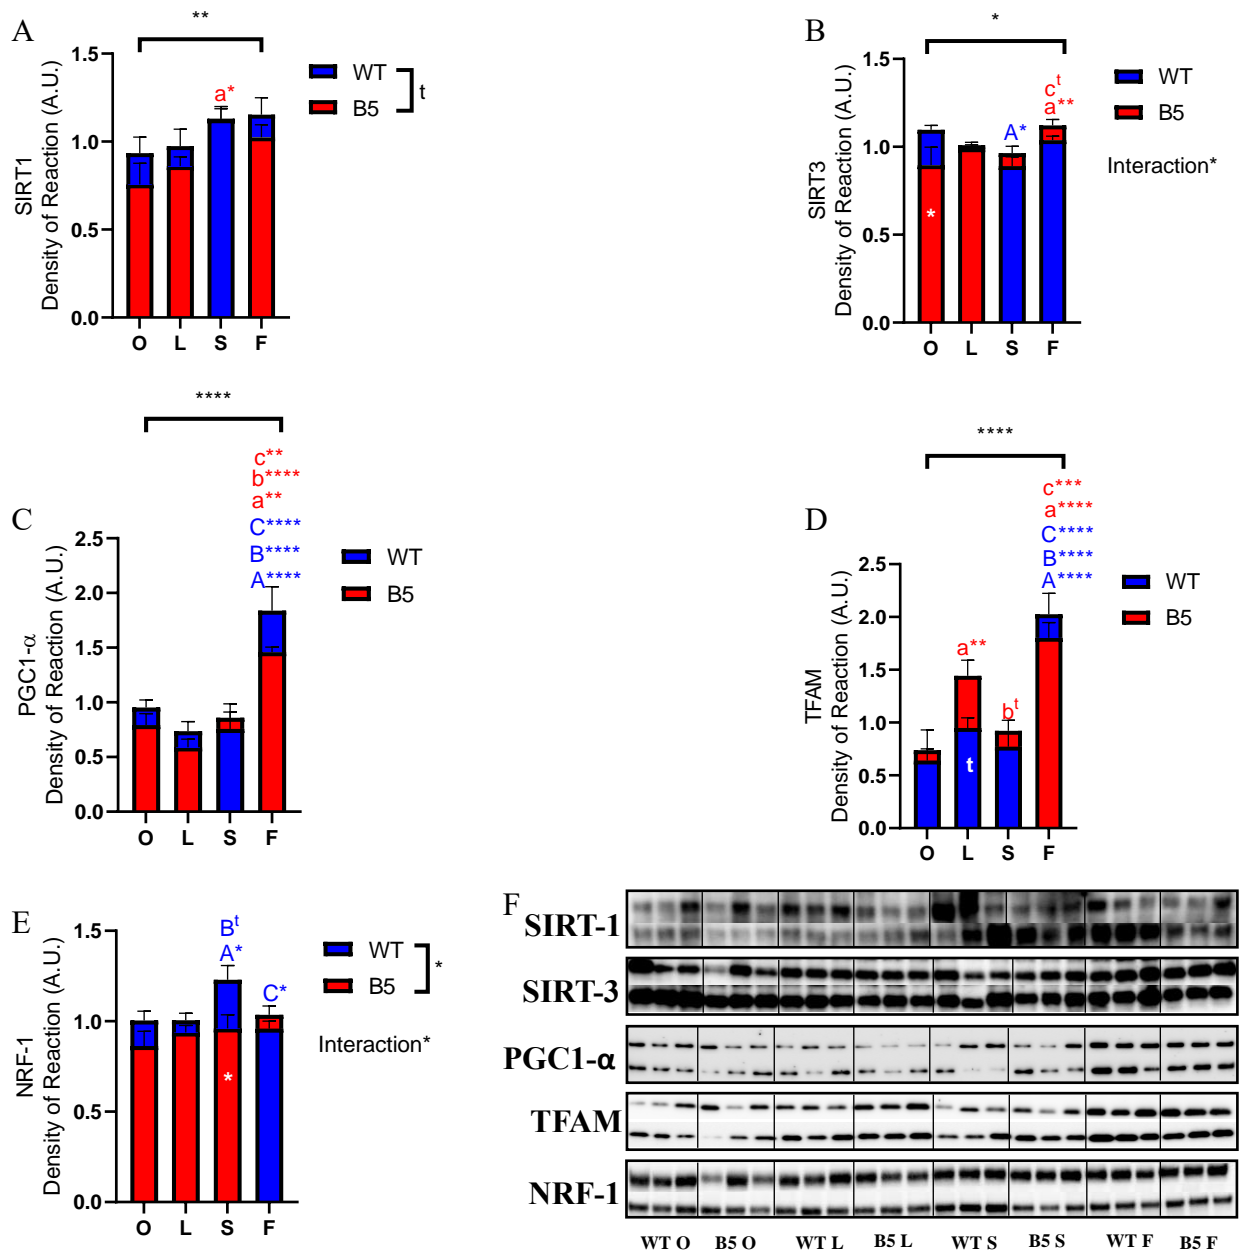 A
**
SIRT1
Density of Reaction (A.U.)
1.5
1.0
0.5
0.0
a*
O L S F
WT
B5
t
B
*
SIRT3
Density of Reaction (A.U.)
1.5
1.0
0.5
0.0
*
A*
cᵗ
a**
O L S F
WT
B5
Interaction*
C
****
PGC1-α
Density of Reaction (A.U.)
2.5
2.0
1.5
1.0
0.5
0.0
c**
b****
a**
C****
B****
A****
O L S F
WT
B5
D
****
TFAM
Density of Reaction (A.U.)
2.5
2.0
1.5
1.0
0.5
0.0
a**
t
bᵗ
c***
a****
C****
B****
A****
O L S F
WT
B5
E
NRF-1
Density of Reaction (A.U.)
1.5
1.0
0.5
0.0
Bᵗ
A*
*
C*
O L S F
WT
B5
*
Interaction*
F
SIRT-1
SIRT-3
PGC1-α
TFAM
NRF-1
WT O B5 O WT L B5 L WT S B5 S WT F B5 F